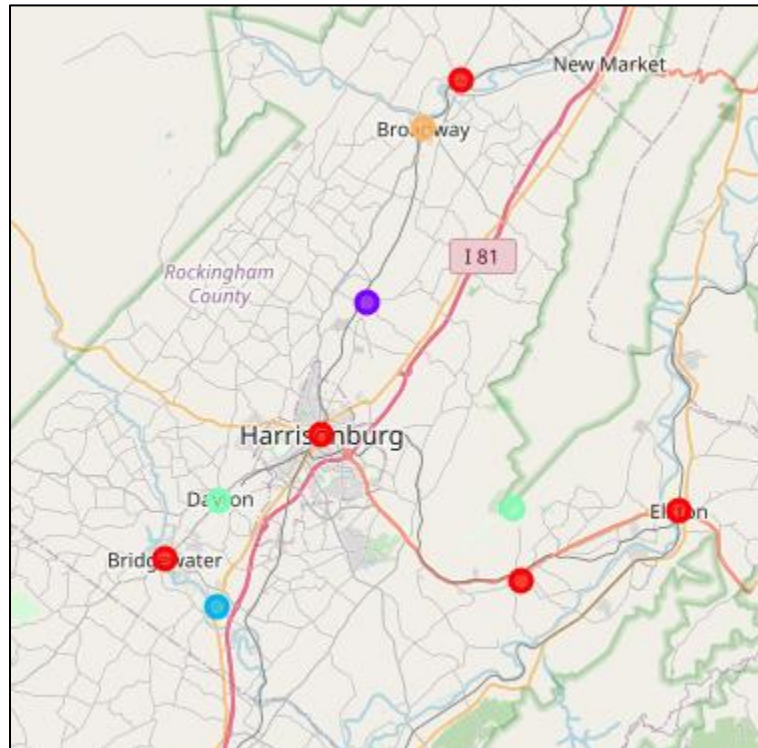 New Market
Broadway
I 81
Rockingham
County
Harrisonburg
Dayton
Elkton
Bridgewater